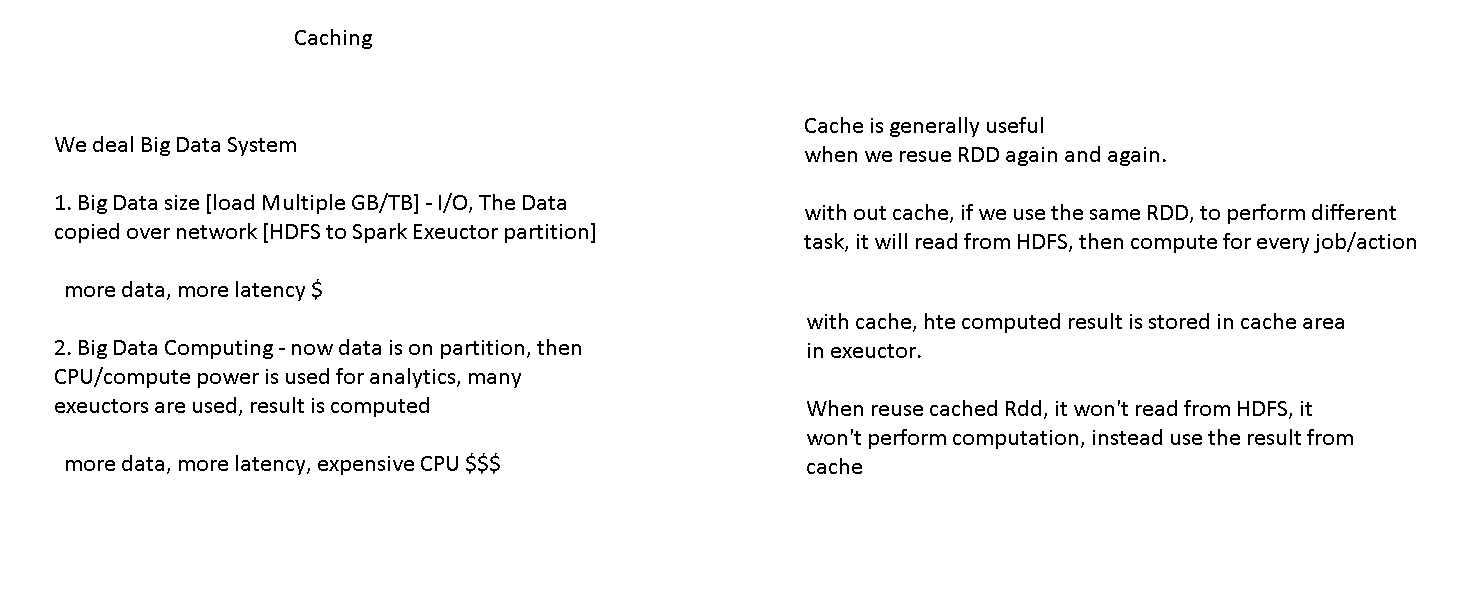 Caching
We deal Big Data System
1. Big Data size [load Multiple GB/TB] - I/O, The Data
copied over network [HDFS to Spark Exeuctor partition]
more data, more latency $
2. Big Data Computing - now data is on partition, then
CPU/compute power is used for analytics, many
exeuctors are used, result is computed
more data, more latency, expensive CPU $$$
Cache is generally useful
when we resue RDD again and again.
with out cache, if we use the same RDD, to perform different
task, it will read from HDFS, then compute for every job/action
with cache, hte computed result is stored in cache area
in exeuctor.
When reuse cached Rdd, it won't read from HDFS, it
won't perform computation, instead use the result from
cache